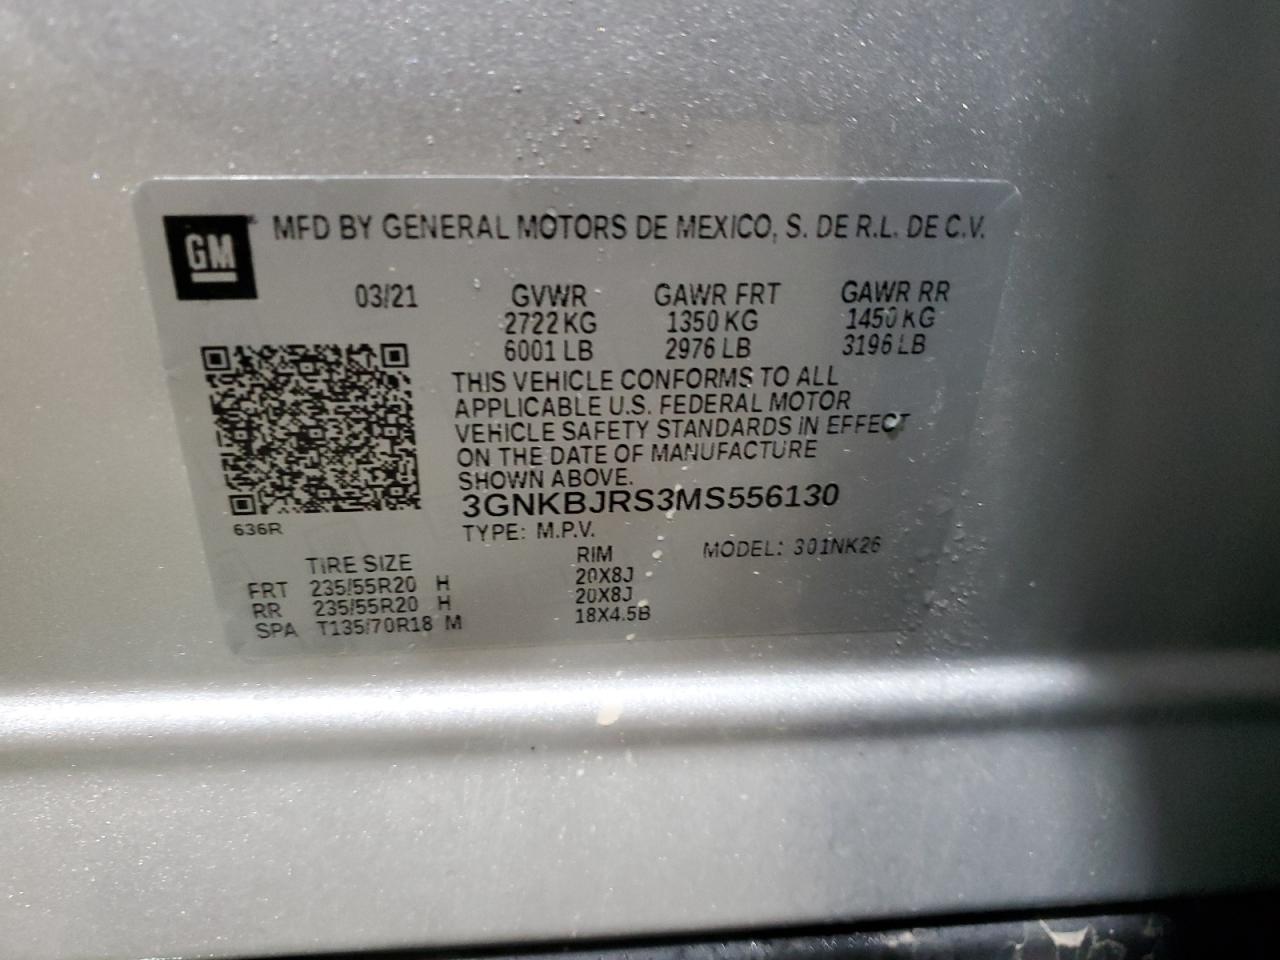 GM MFD BY GENERAL MOTORS DE MEXICO, S. DE R.L. DE C.V.
03/21 GVWR GAWR FRT GAWR RR
2722 KG 1350 KG 1450 KG
6001 LB 2976 LB 3196 LB
THIS VEHICLE CONFORMS TO ALL
APPLICABLE U.S. FEDERAL MOTOR
VEHICLE SAFETY STANDARDS IN EFFECT
ON THE DATE OF MANUFACTURE
SHOWN ABOVE.
3GNKBJRS3MS556130
636R TYPE: M.P.V. MODEL: 301NK26
TIRE SIZE RIM
FRT 235/55R20 H 20X8J
RR 235/55R20 H 20X8J
SPA T135/70R18 M 18X4.5B